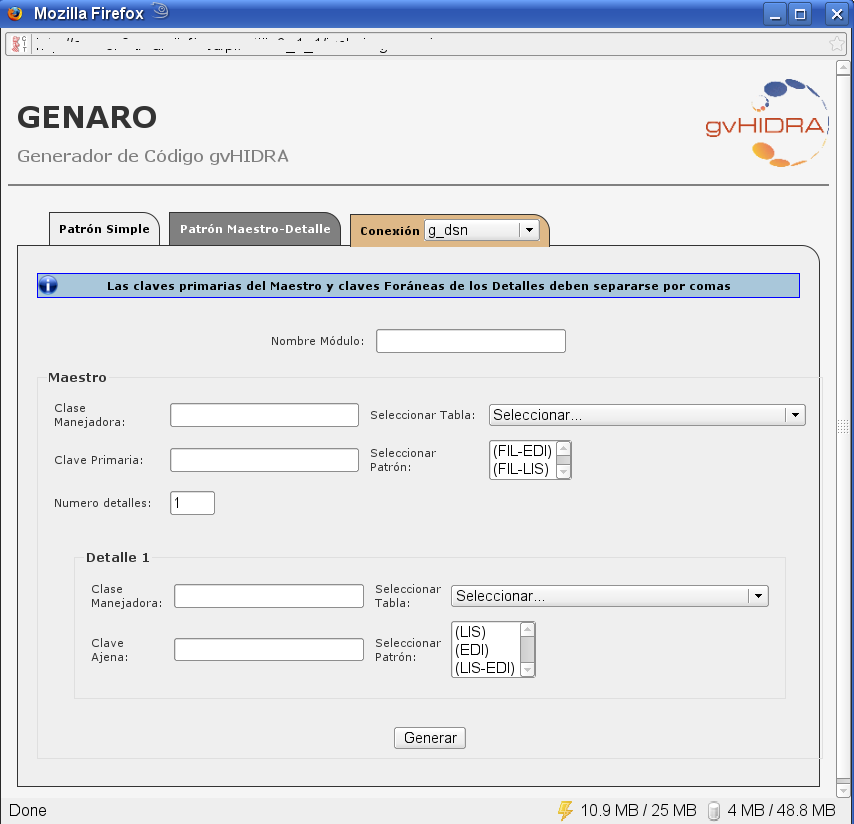 Mozilla Firefox
GENARO
Generador de Código gvHIDRA
gvHIDRA
Patrón Simple
Patrón Maestro-Detalle
Conexión g_dsn
Las claves primarias del Maestro y claves Foráneas de los Detalles deben separarse por comas
Nombre Módulo:
Maestro
Clase
Manejadora:
Seleccionar Tabla: Seleccionar...
Clave Primaria:
Seleccionar
Patrón:
(FIL-EDI)
(FIL-LIS)
Numero detalles: 1
Detalle 1
Clase
Manejadora:
Seleccionar
Tabla:
Seleccionar...
Clave
Ajena:
Seleccionar
Patrón:
(LIS)
(EDI)
(LIS-EDI)
Generar
Done 10.9 MB / 25 MB 4 MB / 48.8 MB